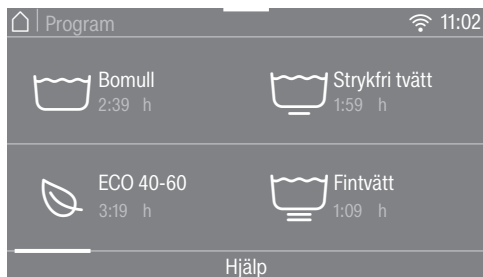 Program 11:02
Bomull
2:39 h
Strykfri tvätt
1:59 h
ECO 40-60
3:19 h
Fintvätt
1:09 h
Hjälp